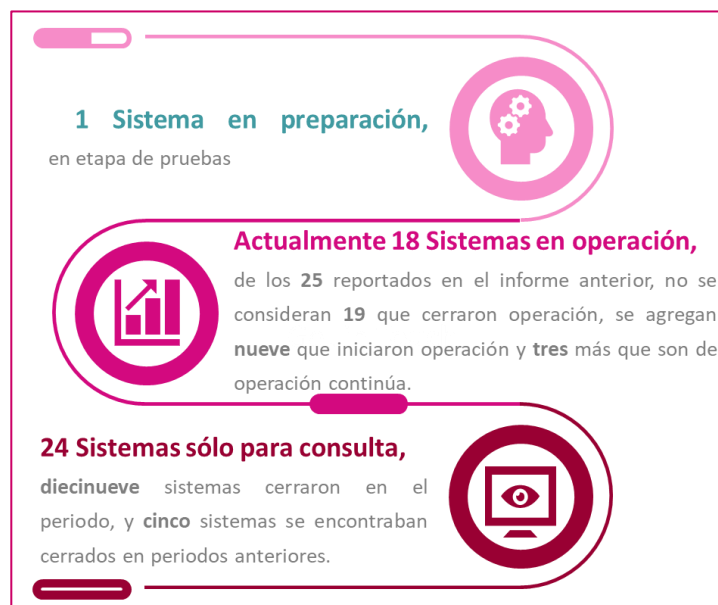 1 Sistema en preparación,
en etapa de pruebas
Actualmente 18 Sistemas en operación,
de los 25 reportados en el informe anterior, no se
consideran 19 que cerraron operación, se agregan
nueve que iniciaron operación y tres más que son de
operación continúa.
24 Sistemas sólo para consulta,
diecinueve sistemas cerraron en el
periodo, y cinco sistemas se encontraban
cerrados en periodos anteriores.